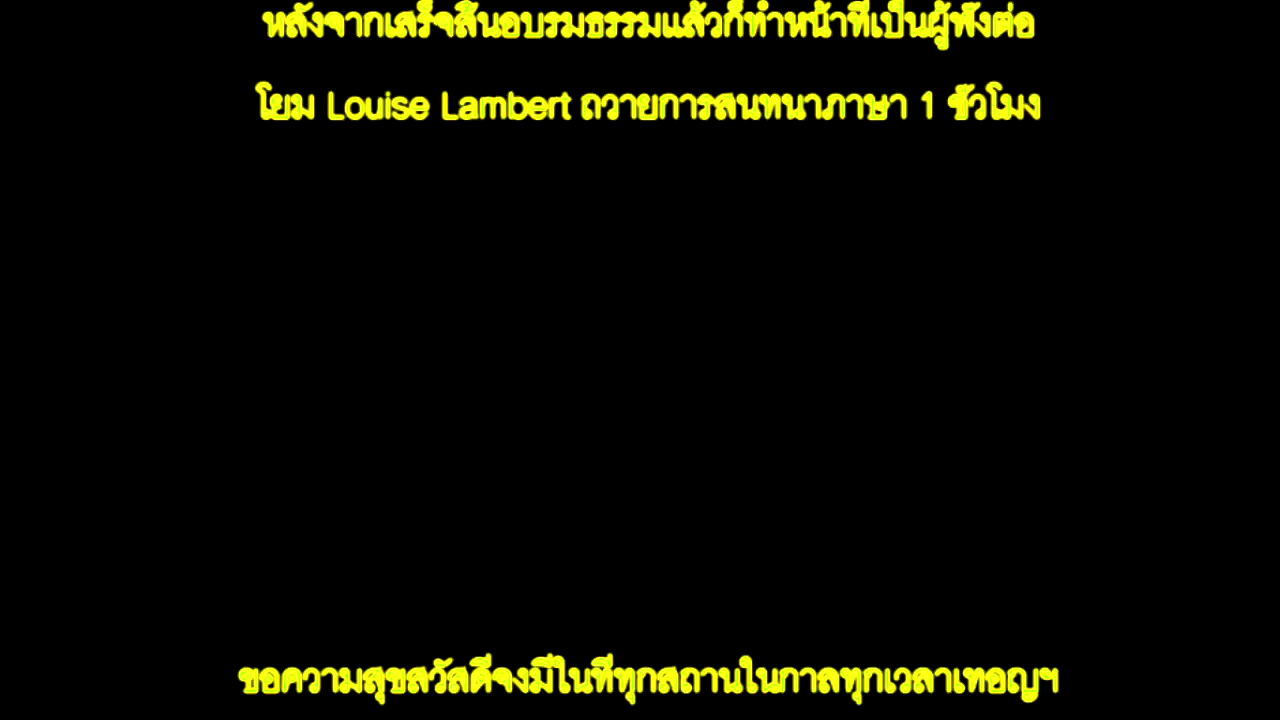 หลังจากเสร็จสิ้นอบรมธรรมแล้วก็ทำหน้าที่เป็นผู้ฟังต่อ
โยม Louise Lambert ถวายการสนทนาภาษา 1 ชั่วโมง
ขอความสุขสวัสดีจงมีในที่ทุกสถานในกาลทุกเวลาเทอญฯ